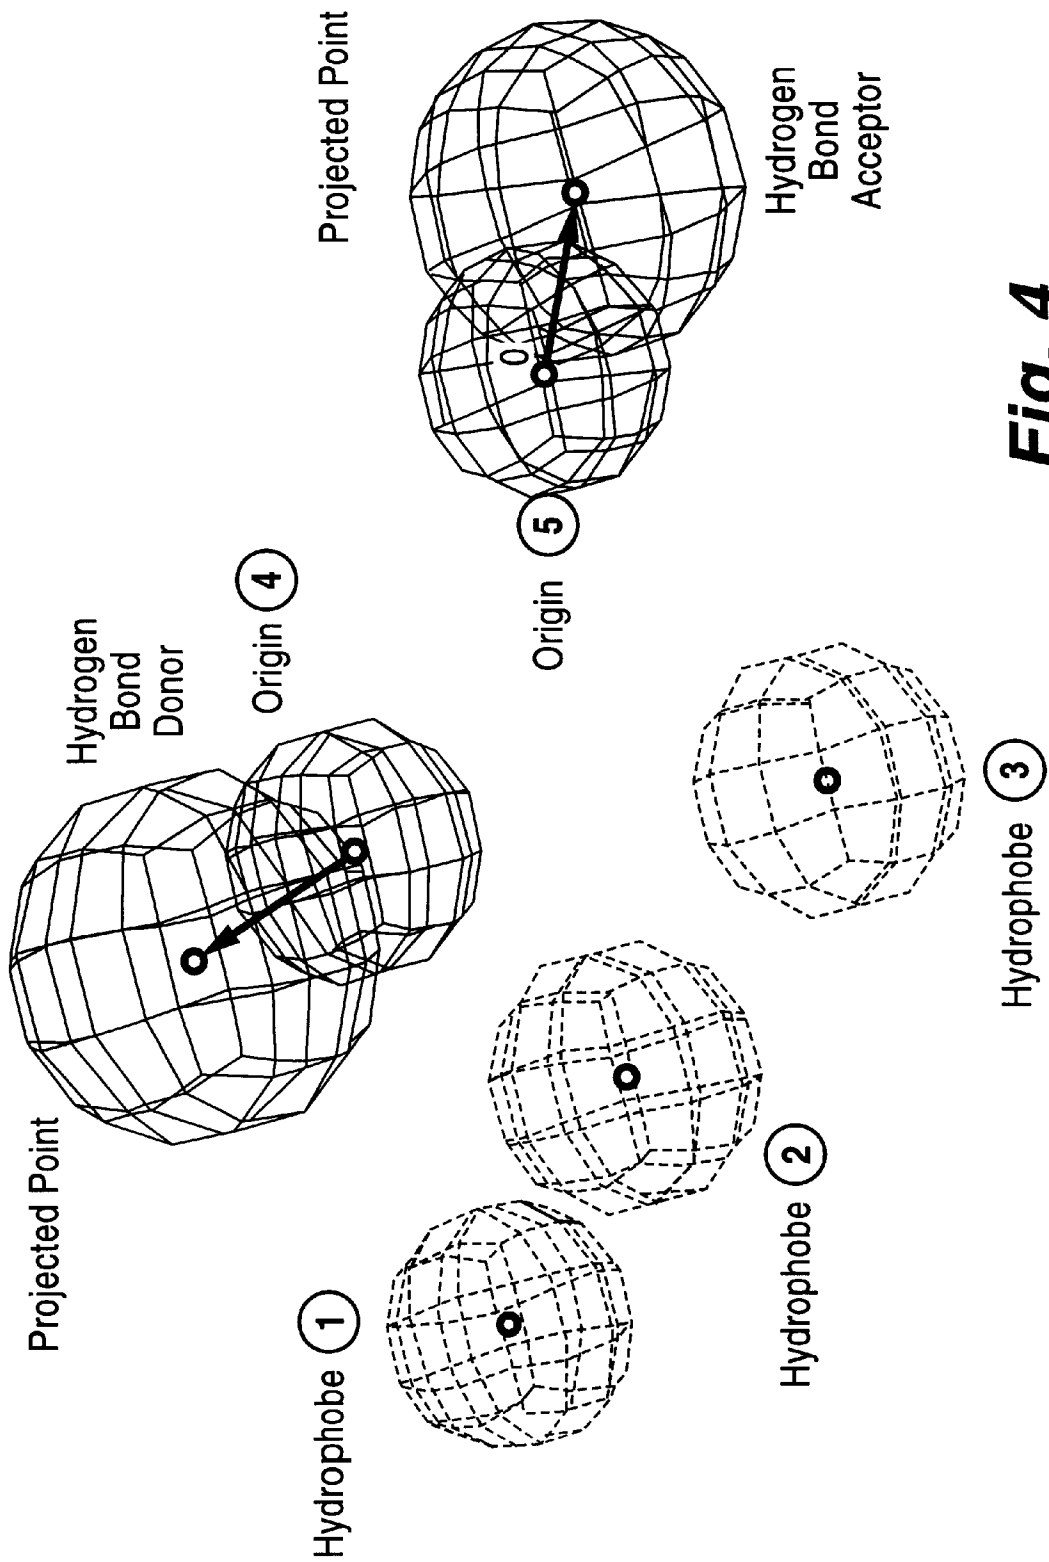 Projected Point
Hydrogen
Bond
Donor
Origin 4
Projected Point
Hydrophobe 1
Origin 5
O
Hydrogen
Bond
Acceptor
Hydrophobe 2
Hydrophobe 3
Fig. 4